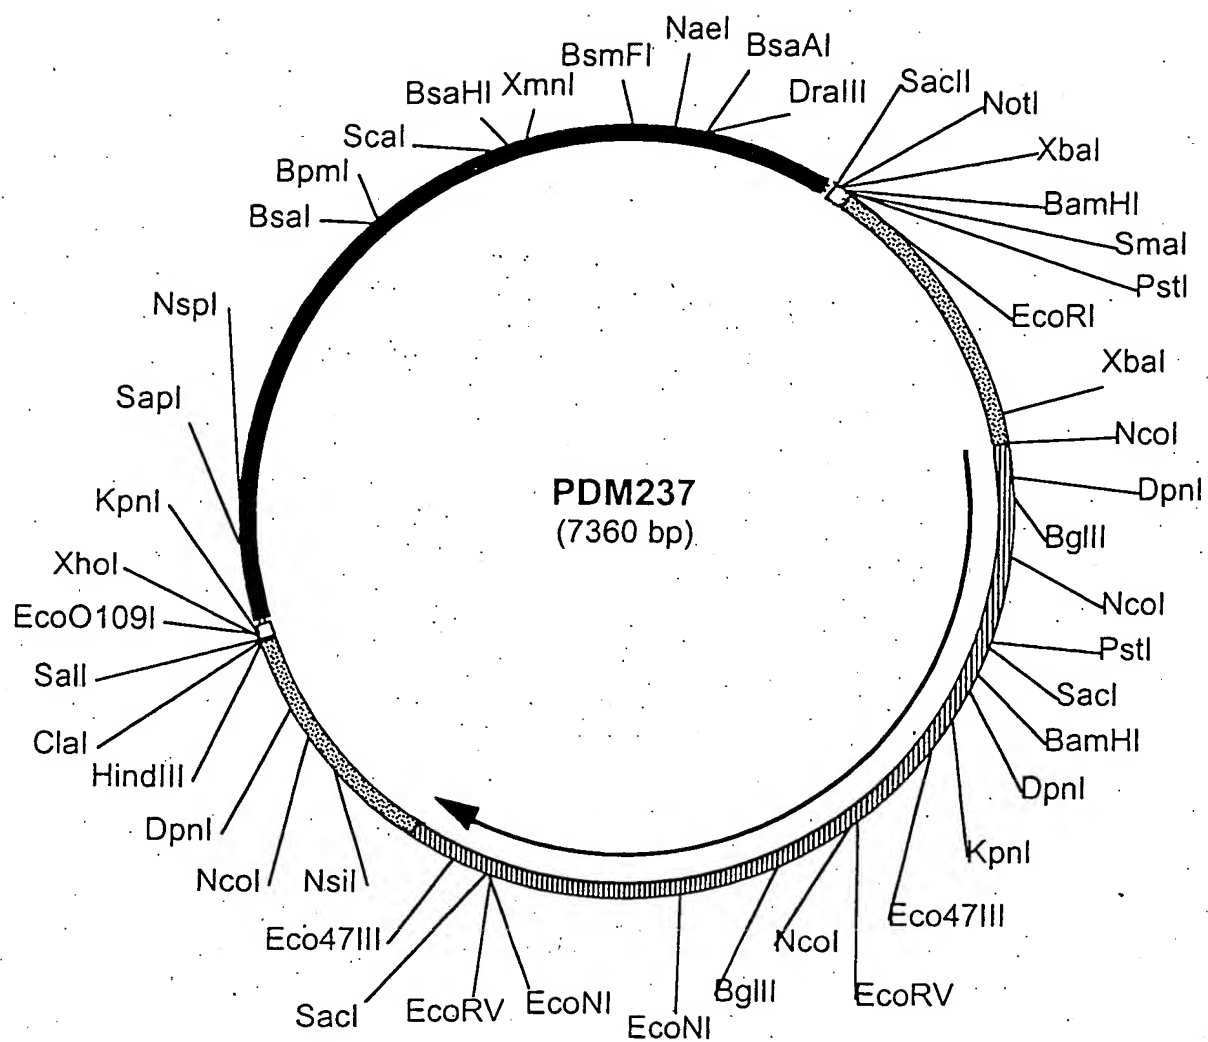 NaeI
BsmFI
BsaAI
BsaHI
XmnI
DraIII
SacII
NotI
ScaI
XbaI
BpmI
BamHI
BsaI
SmaI
PstI
NspI
EcoRI
XbaI
SapI
NcoI
PDM237
(7360 bp)
DpnI
KpnI
BglII
XhoI
NcoI
EcoO109I
PstI
SalI
SacI
ClaI
BamHI
HindIII
DpnI
DpnI
KpnI
NcoI
NsiI
Eco47III
Eco47III
NcoI
SacI
EcoRV
EcoNI
EcoNI
BglII
EcoRV